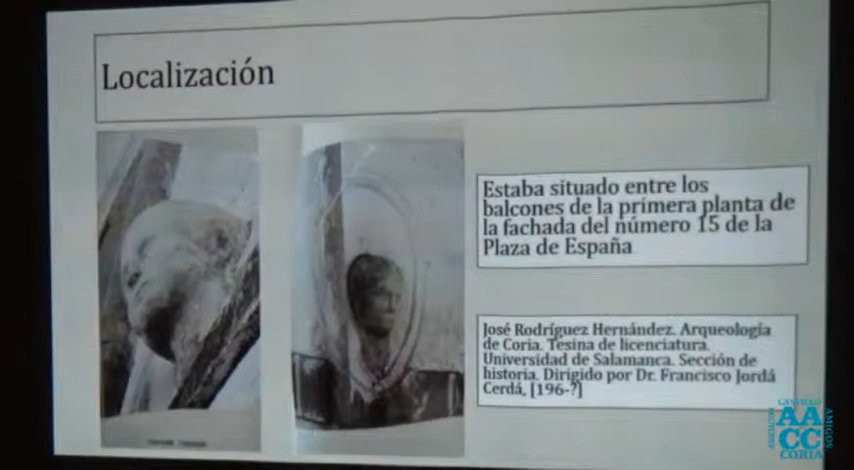 Localización
Estaba situado entre los
balcones de la primera planta de
la fachada del número 15 de la
Plaza de España
José Rodríguez Hernández. Arqueología
de Coria. Tesina de licenciatura.
Universidad de Salamanca. Sección de
historia. Dirigido por Dr. Francisco Jordá
Cerdá, [196-?]
AA
CC
AMIGOS
CORIA